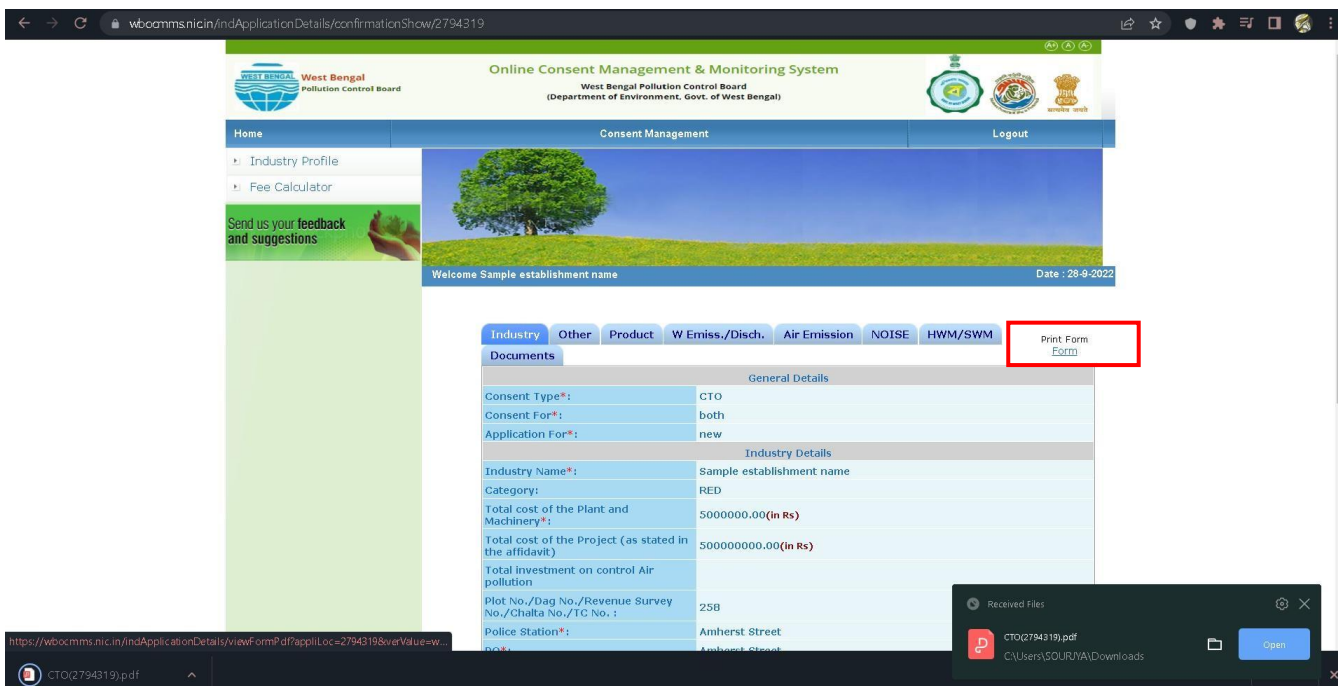 wbocmms.nic.in/indApplicationDetails/confirmationShow/2794319
A+ A A-
WEST BENGAL
West Bengal
Pollution Control Board
Online Consent Management & Monitoring System
West Bengal Pollution Control Board
(Department of Environment, Govt. of West Bengal)
सत्यमेव जयते
Home Consent Management Logout
Industry Profile
Fee Calculator
Send us your feedback
and suggestions
Welcome Sample establishment name Date : 28-9-2022
Industry Other Product W Emiss./Disch. Air Emission NOISE HWM/SWM
Documents
Print Form
Form
General Details
Consent Type*: CTO
Consent For*: both
Application For*: new
Industry Details
Industry Name*: Sample establishment name
Category: RED
Total cost of the Plant and
Machinery*: 5000000.00(in Rs)
Total cost of the Project (as stated in
the affidavit) 500000000.00(in Rs)
Total investment on control Air
pollution
Plot No./Dag No./Revenue Survey
No./Chalta No./TC No. : 258
Police Station*: Amherst Street
PO*: Amherst Street
Received Files
CTO(2794319).pdf
C:\Users\SOURJYA\Downloads
Open
https://wbocmms.nic.in/indApplicationDetails/viewFormPdf?appliLoc=2794319&verValue=w...
CTO(2794319).pdf